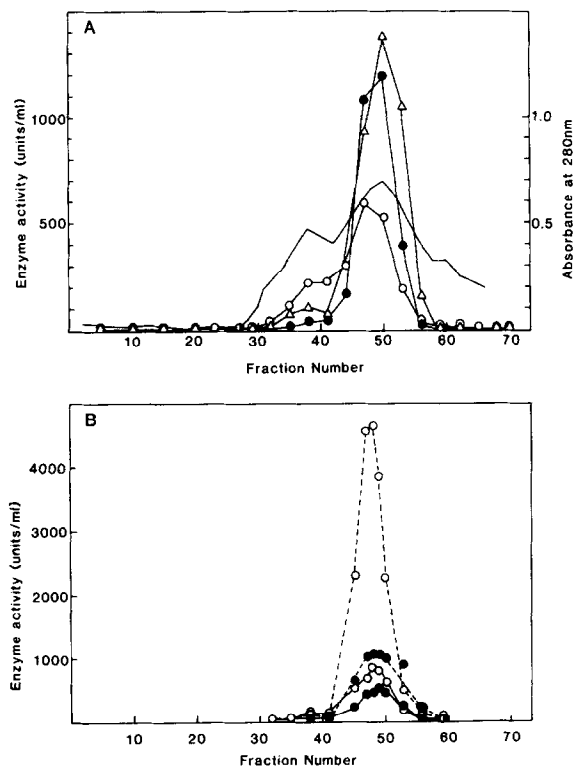 A
Enzyme activity (units/ml)
1000
500
1.0
0.5
Absorbance at 280nm
10 20 30 40 50 60 70
Fraction Number
B
Enzyme activity (units/ml)
4000
3000
2000
1000
10 20 30 40 50 60 70
Fraction Number